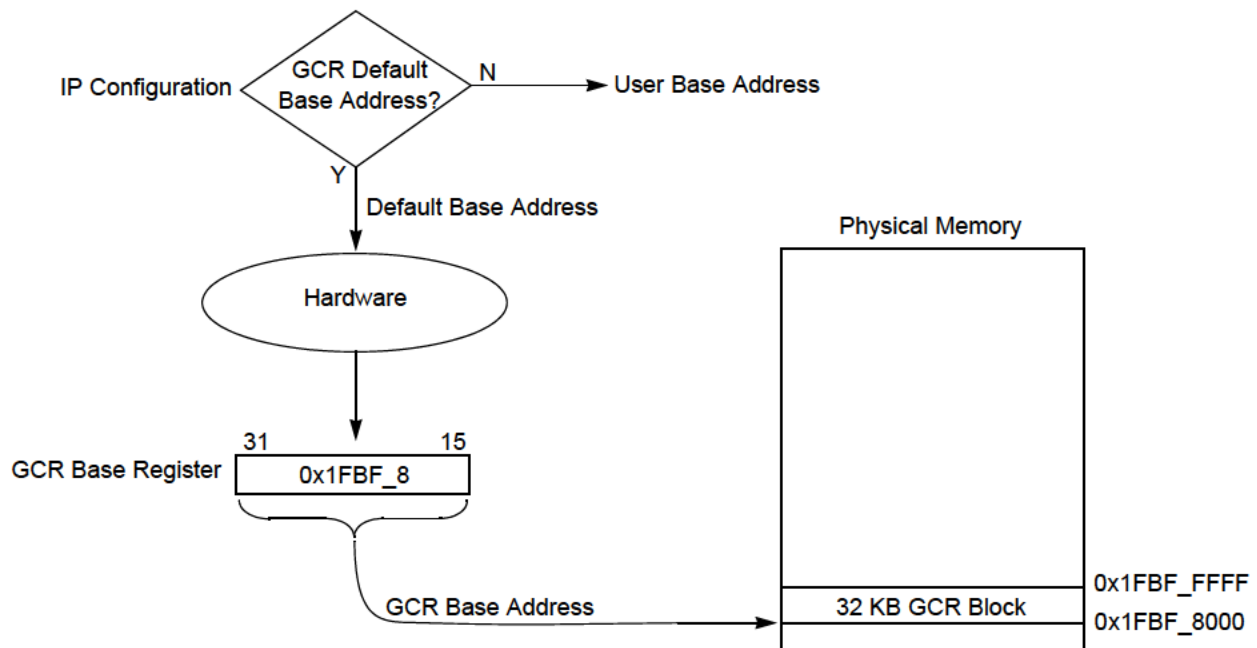 GCR Default
Base Address?
IP Configuration
N
User Base Address
Y
Default Base Address
Physical Memory
Hardware
31
15
GCR Base Register
0x1FBF_8
0x1FBF_FFFF
GCR Base Address
32 KB GCR Block
0x1FBF_8000